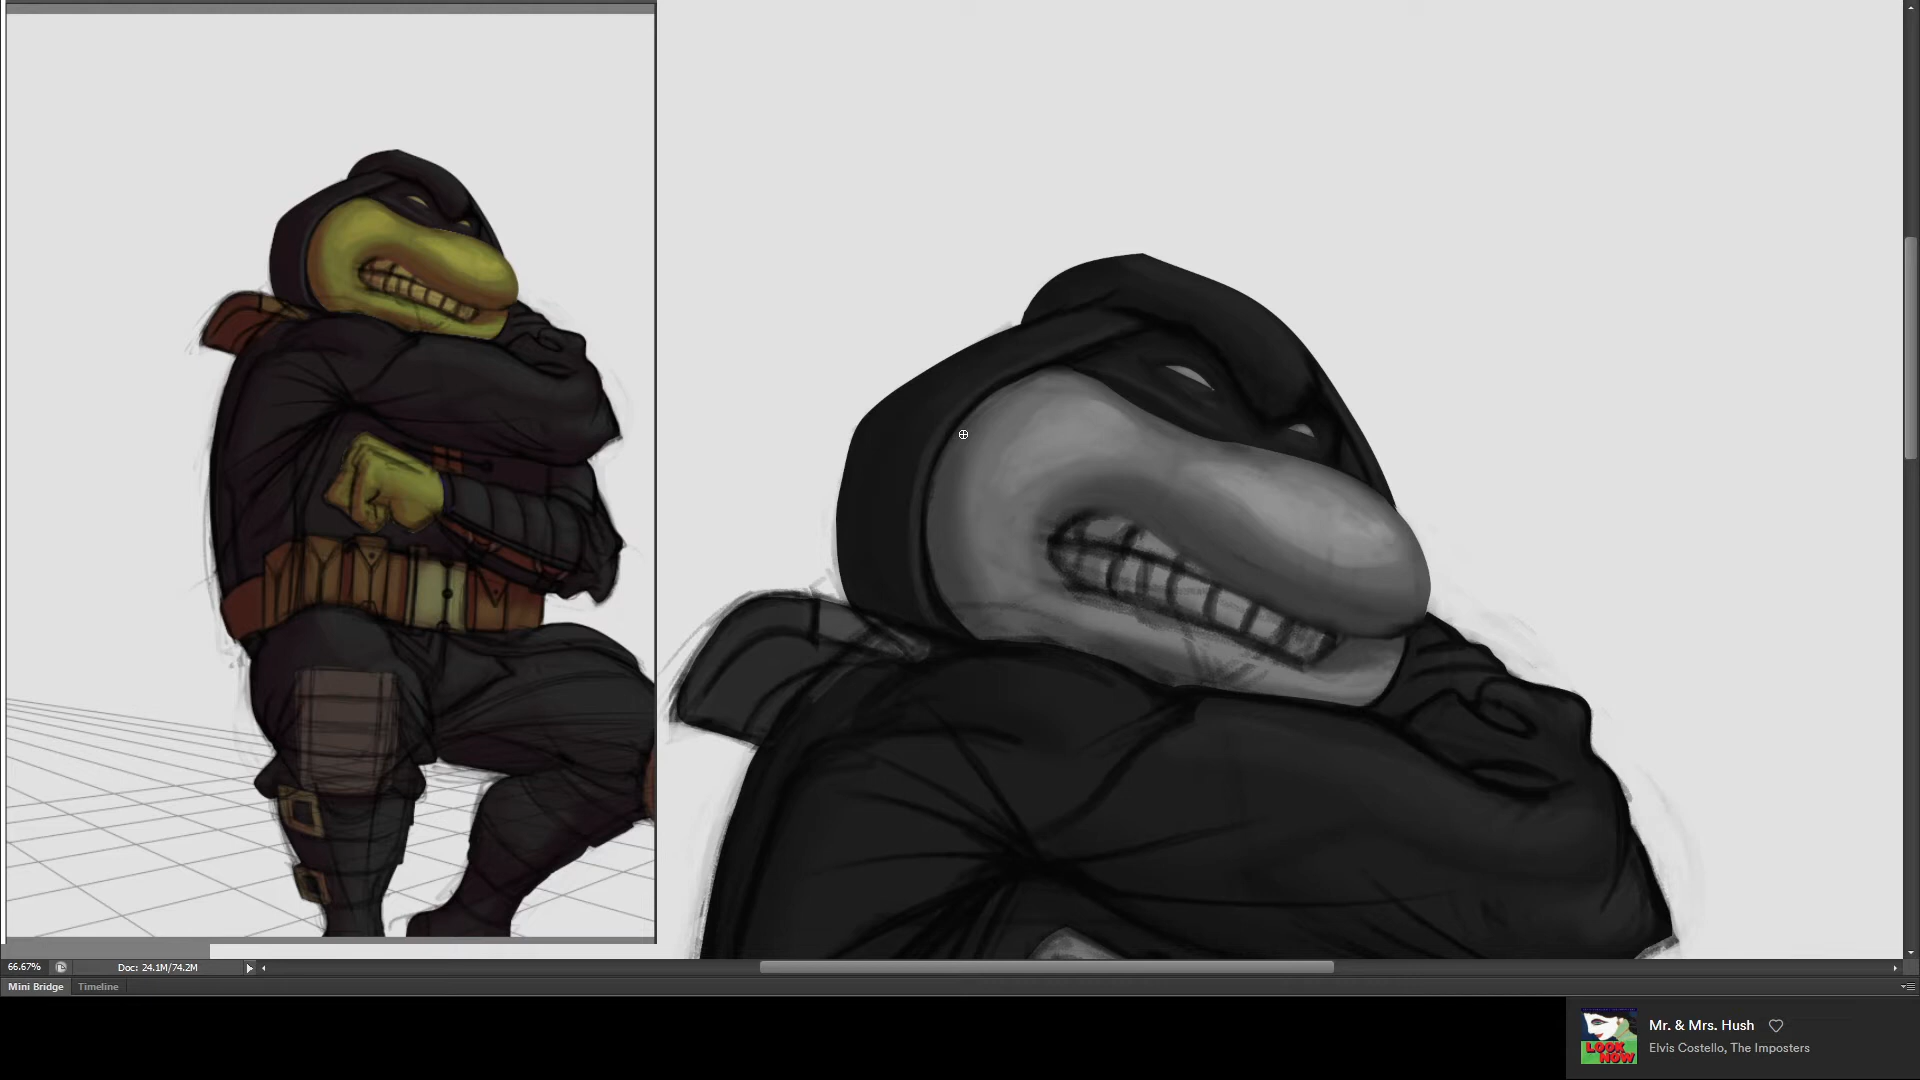 66.67%
Doc: 24.1M/74.2M
Mini Bridge
Timeline
LOOK
NOW
Mr. & Mrs. Hush
Elvis Costello, The Imposters